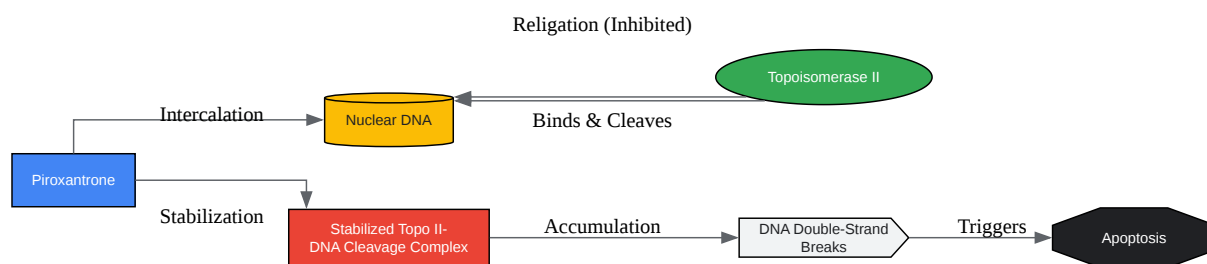 Religation (Inhibited)
Topoisomerase II
Intercalation
Nuclear DNA
Binds & Cleaves
Piroxantrone
Stabilization
Stabilized Topo II-
DNA Cleavage Complex
Accumulation
DNA Double-Strand
Breaks
Triggers
Apoptosis